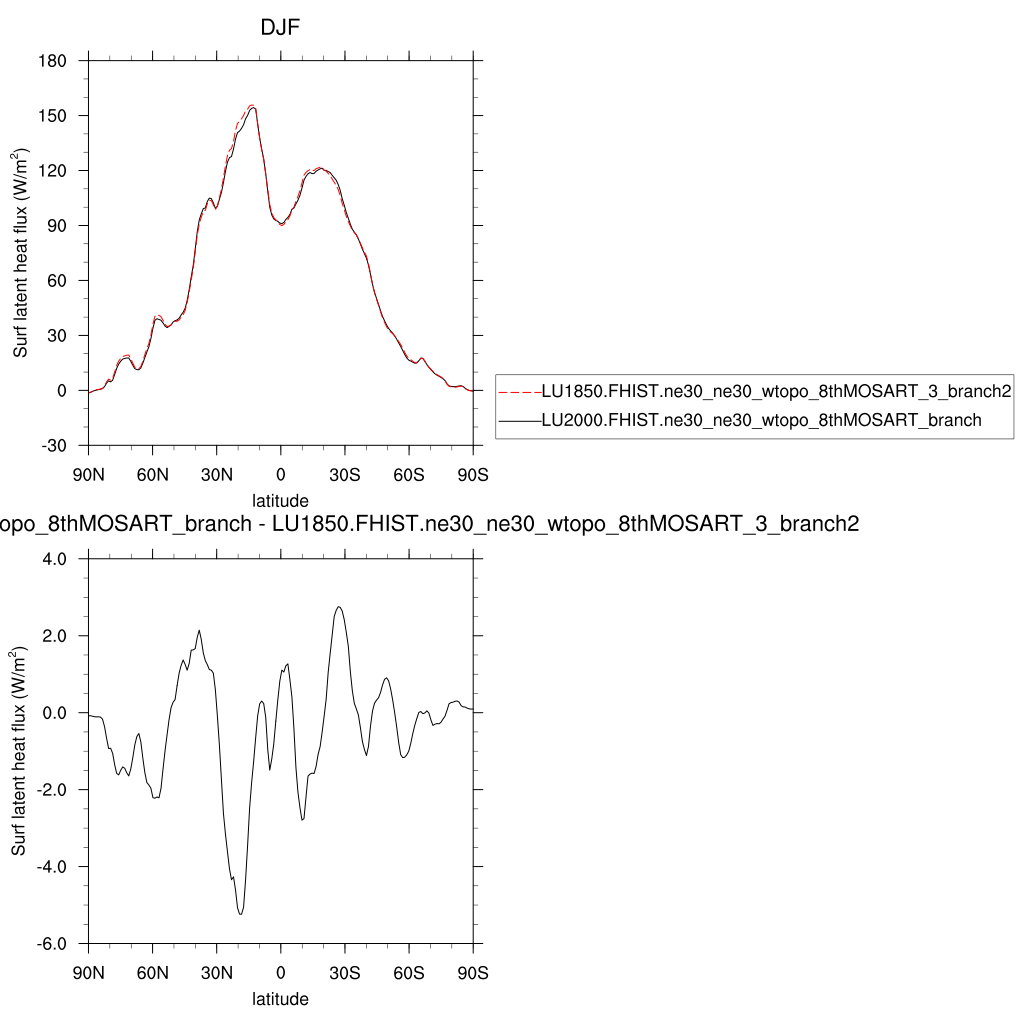 DJF
Surf latent heat flux (W/m²)
180
150
120
90
60
30
0
-30
90N 60N 30N 0 30S 60S 90S
latitude
LU1850.FHIST.ne30_ne30_wtopo_8thMOSART_3_branch2
LU2000.FHIST.ne30_ne30_wtopo_8thMOSART_branch
opo_8thMOSART_branch - LU1850.FHIST.ne30_ne30_wtopo_8thMOSART_3_branch2
Surf latent heat flux (W/m²)
4.0
2.0
0.0
-2.0
-4.0
-6.0
90N 60N 30N 0 30S 60S 90S
latitude